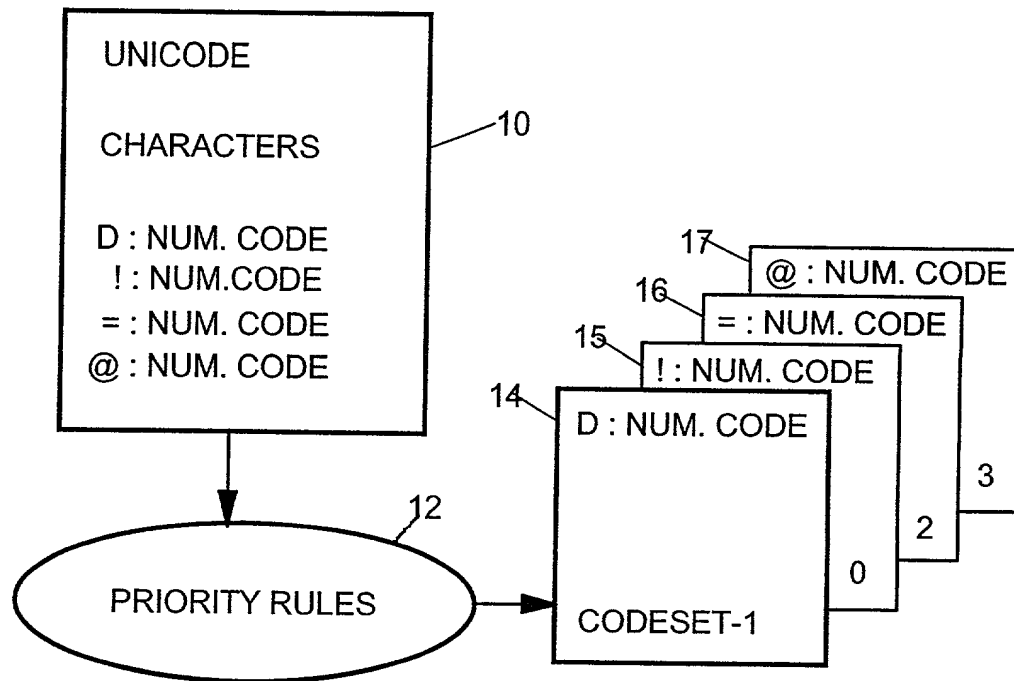 UNICODE
CHARACTERS
10
D : NUM. CODE
! : NUM.CODE
= : NUM. CODE
@ : NUM. CODE
17
@ : NUM. CODE
16
= : NUM. CODE
15
! : NUM. CODE
14
D : NUM. CODE
3
12
2
0
PRIORITY RULES
CODESET-1